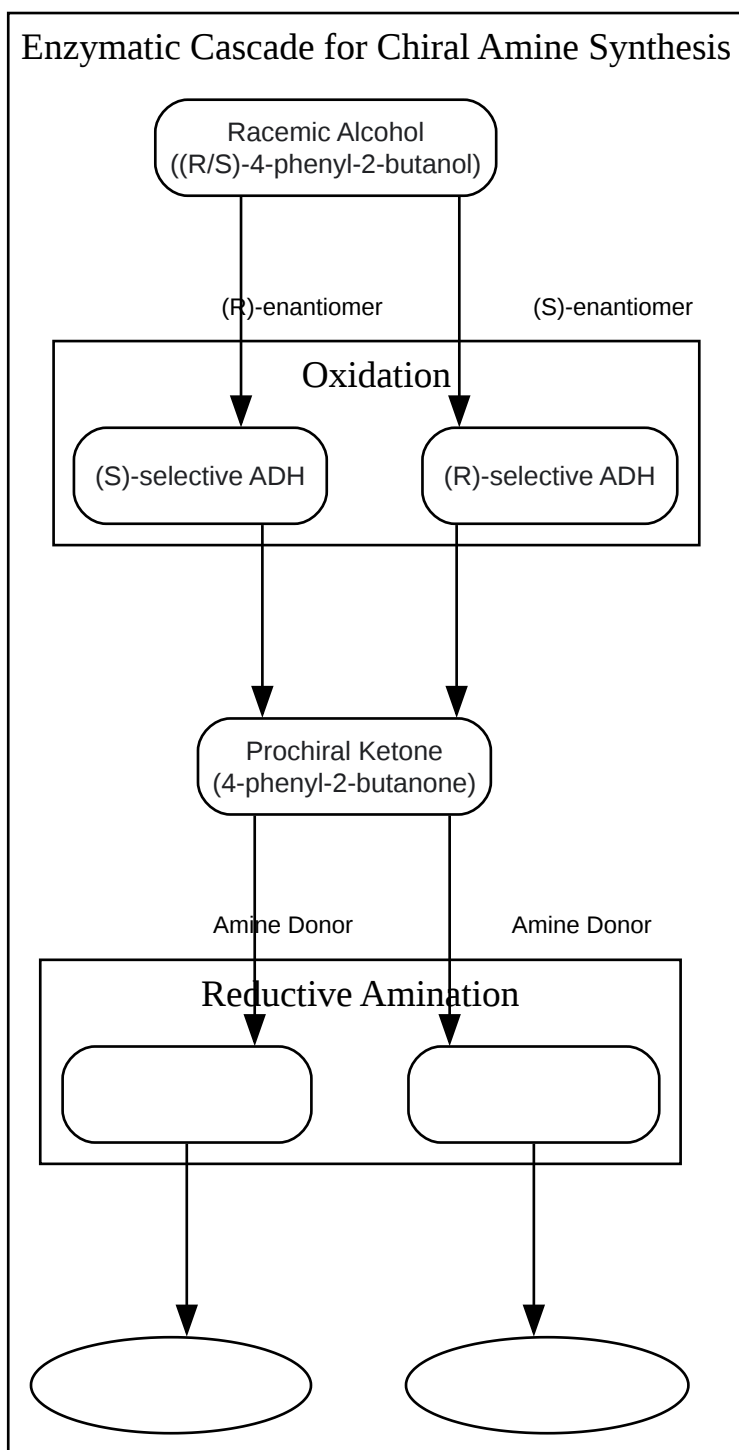 Enzymatic Cascade for Chiral Amine Synthesis
Racemic Alcohol
((R/S)-4-phenyl-2-butanol)
(R)-enantiomer
(S)-enantiomer
Oxidation
(S)-selective ADH
(R)-selective ADH
Prochiral Ketone
(4-phenyl-2-butanone)
Amine Donor
Amine Donor
Reductive Amination